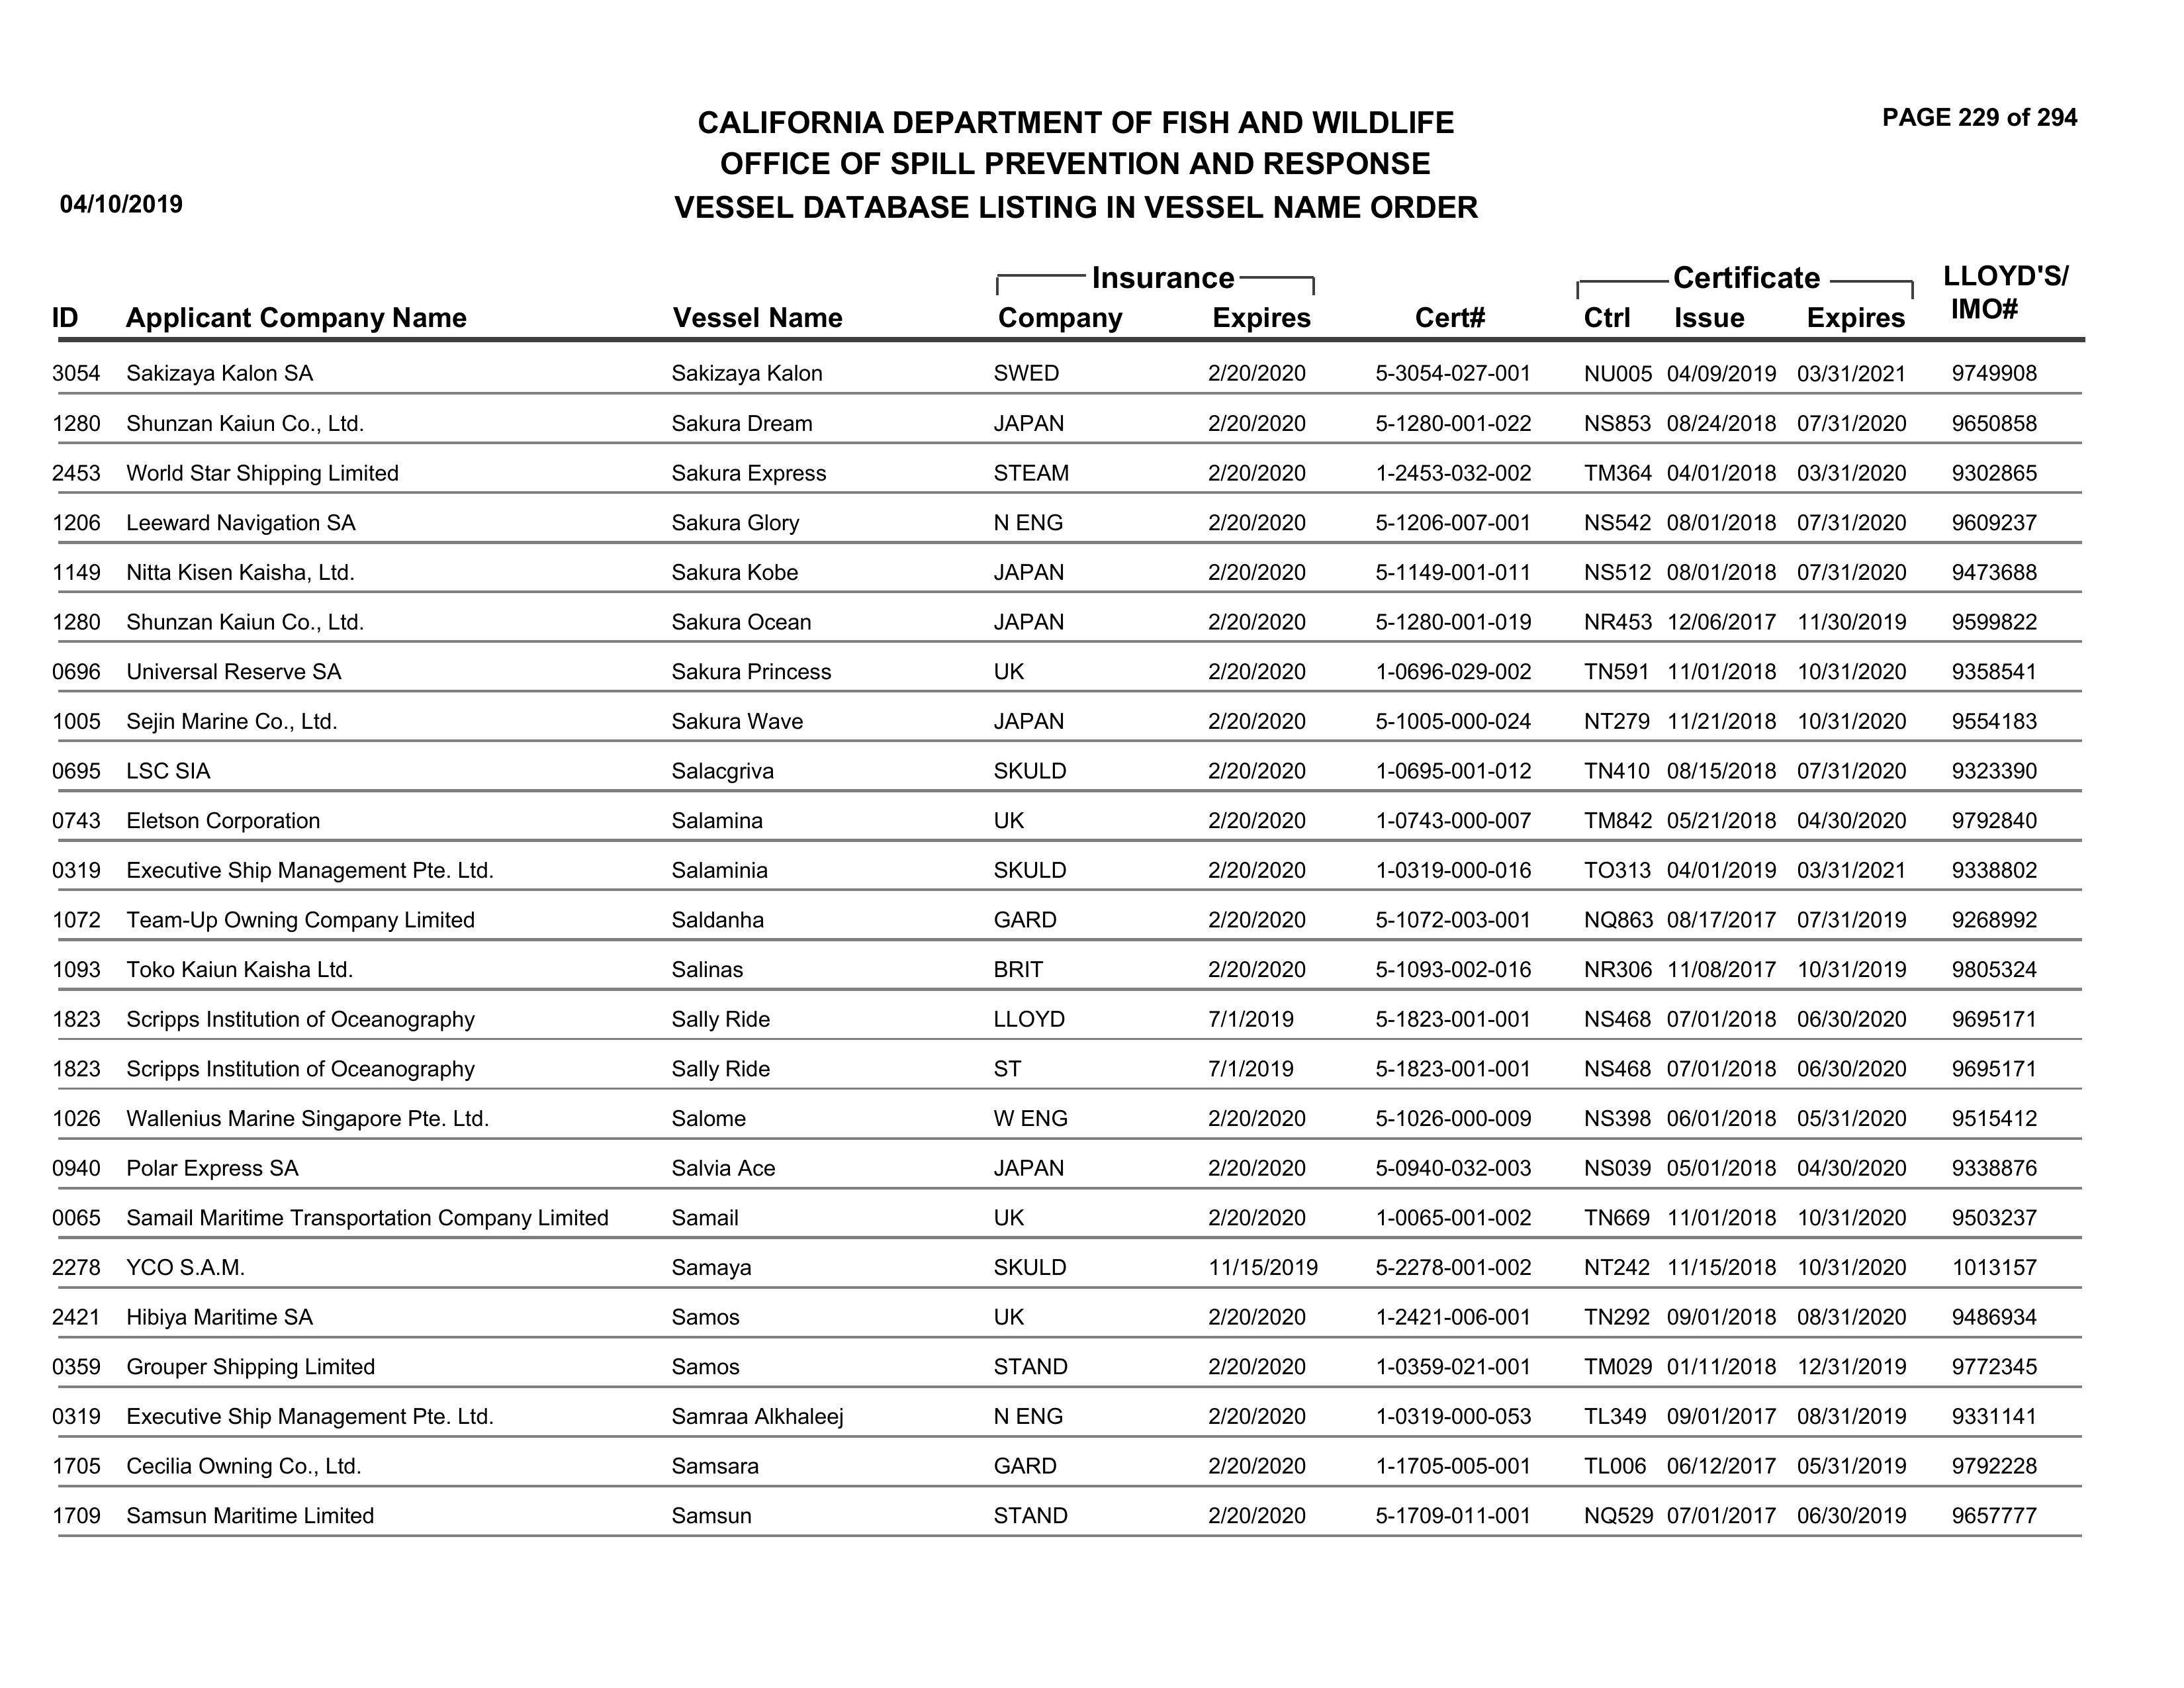 PAGE 229 of 294
CALIFORNIA DEPARTMENT OF FISH AND WILDLIFE
OFFICE OF SPILL PREVENTION AND RESPONSE
04/10/2019 VESSEL DATABASE LISTING IN VESSEL NAME ORDER
Insurance Certificate LLOYD'S/
ID Applicant Company Name Vessel Name Company Expires Cert# Ctrl Issue Expires IMO#
3054 Sakizaya Kalon SA Sakizaya Kalon SWED 2/20/2020 5-3054-027-001 NU005 04/09/2019 03/31/2021 9749908
1280 Shunzan Kaiun Co., Ltd. Sakura Dream JAPAN 2/20/2020 5-1280-001-022 NS853 08/24/2018 07/31/2020 9650858
2453 World Star Shipping Limited Sakura Express STEAM 2/20/2020 1-2453-032-002 TM364 04/01/2018 03/31/2020 9302865
1206 Leeward Navigation SA Sakura Glory N ENG 2/20/2020 5-1206-007-001 NS542 08/01/2018 07/31/2020 9609237
1149 Nitta Kisen Kaisha, Ltd. Sakura Kobe JAPAN 2/20/2020 5-1149-001-011 NS512 08/01/2018 07/31/2020 9473688
1280 Shunzan Kaiun Co., Ltd. Sakura Ocean JAPAN 2/20/2020 5-1280-001-019 NR453 12/06/2017 11/30/2019 9599822
0696 Universal Reserve SA Sakura Princess UK 2/20/2020 1-0696-029-002 TN591 11/01/2018 10/31/2020 9358541
1005 Sejin Marine Co., Ltd. Sakura Wave JAPAN 2/20/2020 5-1005-000-024 NT279 11/21/2018 10/31/2020 9554183
0695 LSC SIA Salacgriva SKULD 2/20/2020 1-0695-001-012 TN410 08/15/2018 07/31/2020 9323390
0743 Eletson Corporation Salamina UK 2/20/2020 1-0743-000-007 TM842 05/21/2018 04/30/2020 9792840
0319 Executive Ship Management Pte. Ltd. Salaminia SKULD 2/20/2020 1-0319-000-016 TO313 04/01/2019 03/31/2021 9338802
1072 Team-Up Owning Company Limited Saldanha GARD 2/20/2020 5-1072-003-001 NQ863 08/17/2017 07/31/2019 9268992
1093 Toko Kaiun Kaisha Ltd. Salinas BRIT 2/20/2020 5-1093-002-016 NR306 11/08/2017 10/31/2019 9805324
1823 Scripps Institution of Oceanography Sally Ride LLOYD 7/1/2019 5-1823-001-001 NS468 07/01/2018 06/30/2020 9695171
1823 Scripps Institution of Oceanography Sally Ride ST 7/1/2019 5-1823-001-001 NS468 07/01/2018 06/30/2020 9695171
1026 Wallenius Marine Singapore Pte. Ltd. Salome W ENG 2/20/2020 5-1026-000-009 NS398 06/01/2018 05/31/2020 9515412
0940 Polar Express SA Salvia Ace JAPAN 2/20/2020 5-0940-032-003 NS039 05/01/2018 04/30/2020 9338876
0065 Samail Maritime Transportation Company Limited Samail UK 2/20/2020 1-0065-001-002 TN669 11/01/2018 10/31/2020 9503237
2278 YCO S.A.M. Samaya SKULD 11/15/2019 5-2278-001-002 NT242 11/15/2018 10/31/2020 1013157
2421 Hibiya Maritime SA Samos UK 2/20/2020 1-2421-006-001 TN292 09/01/2018 08/31/2020 9486934
0359 Grouper Shipping Limited Samos STAND 2/20/2020 1-0359-021-001 TM029 01/11/2018 12/31/2019 9772345
0319 Executive Ship Management Pte. Ltd. Samraa Alkhaleej N ENG 2/20/2020 1-0319-000-053 TL349 09/01/2017 08/31/2019 9331141
1705 Cecilia Owning Co., Ltd. Samsara GARD 2/20/2020 1-1705-005-001 TL006 06/12/2017 05/31/2019 9792228
1709 Samsun Maritime Limited Samsun STAND 2/20/2020 5-1709-011-001 NQ529 07/01/2017 06/30/2019 9657777